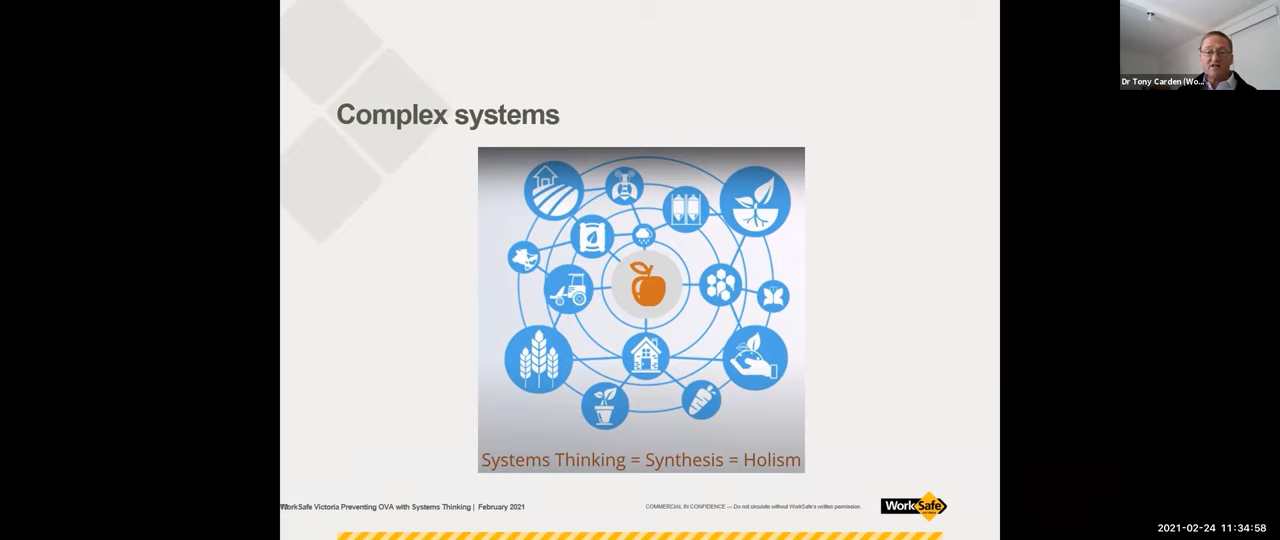 Dr Tony Carden (Wo...
Complex systems
Systems Thinking = Synthesis = Holism
WorkSafe Victoria Preventing OVA with Systems Thinking | February 2021
COMMERCIAL IN CONFIDENCE — Do not circulate without WorkSafe's written permission.
WorkSafe
2021-02-24 11:34:58